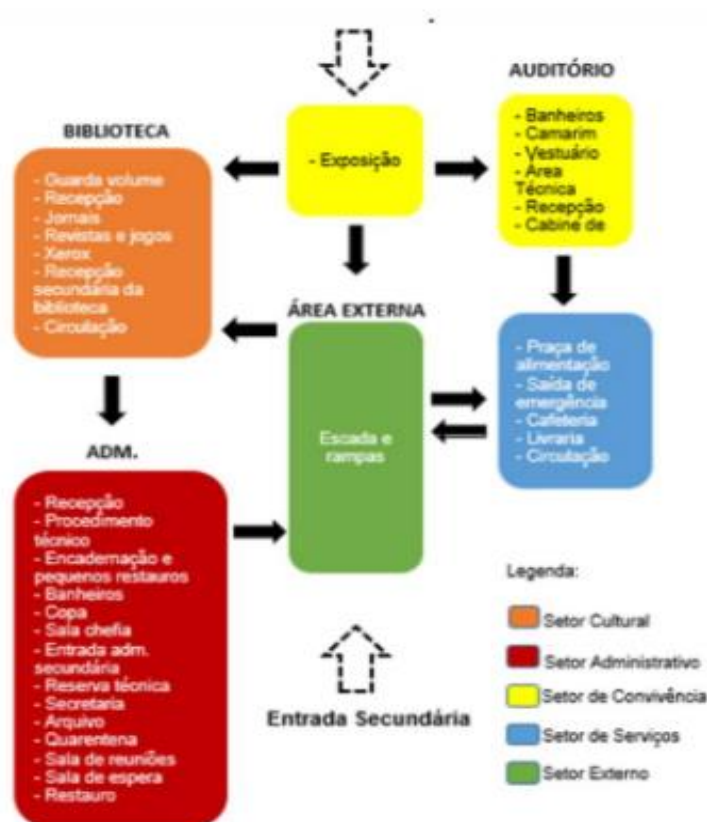 AUDITÓRIO
- Banheiros
- Camarim
- Vestuário
- Área
Técnica
- Recepção
- Cabine de
- Exposição
BIBLIOTECA
- Guarda volume
- Recepção
- Jornais
- Revistas e jogos
- Xerox
- Recepção
secundária da
biblioteca
- Circulação
ÁREA EXTERNA
Escada e
rampas
- Praça de
alimentação
- Saída de
emergência
- Cafeteria
- Livraria
- Circulação
ADM.
- Recepção
- Procedimento
técnico
- Encadernação e
pequenos restauros
- Banheiros
- Copa
- Sala chefia
- Entrada adm.
secundária
- Reserva técnica
- Secretaria
- Arquivo
- Quarentena
- Sala de reuniões
- Sala de espera
- Restauro
Entrada Secundária
Legenda:
Setor Cultural
Setor Administrativo
Setor de Convivência
Setor de Serviços
Setor Externo